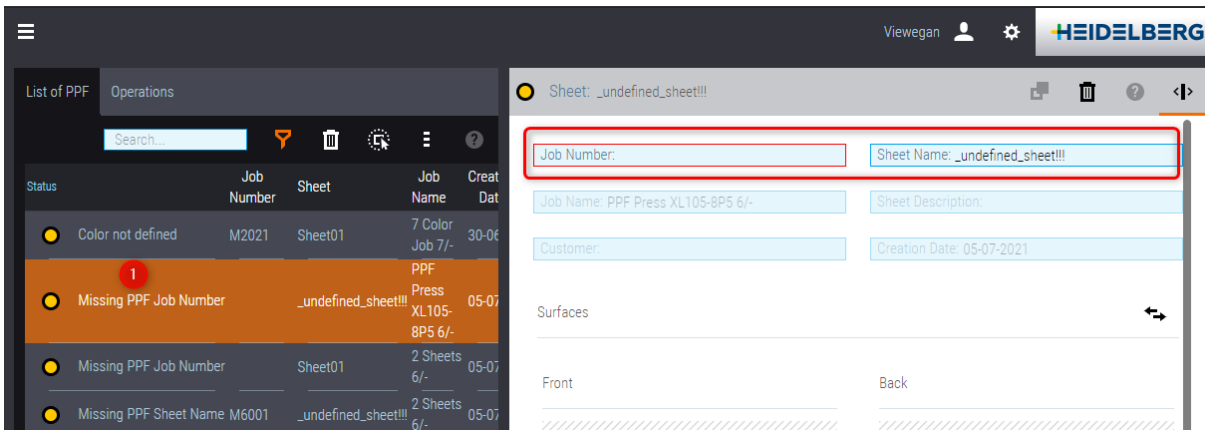 Viewegan
HEIDELBERG
List of PPF Operations
Search...
Status Job Number Sheet Job Name Creat Dat
Color not defined M2021 Sheet01 7 Color Job 7/- 30-06
1
Missing PPF Job Number _undefined_sheet!!! PPF Press XL105-8P5 6/- 05-07
Missing PPF Job Number Sheet01 2 Sheets 6/- 05-07
Missing PPF Sheet Name M6001 _undefined_sheet!!! 2 Sheets 6/- 05-07
Sheet: _undefined_sheet!!!
Job Number: Sheet Name: _undefined_sheet!!!
Job Name: PPF Press XL105-8P5 6/- Sheet Description:
Customer: Creation Date: 05-07-2021
Surfaces
Front Back